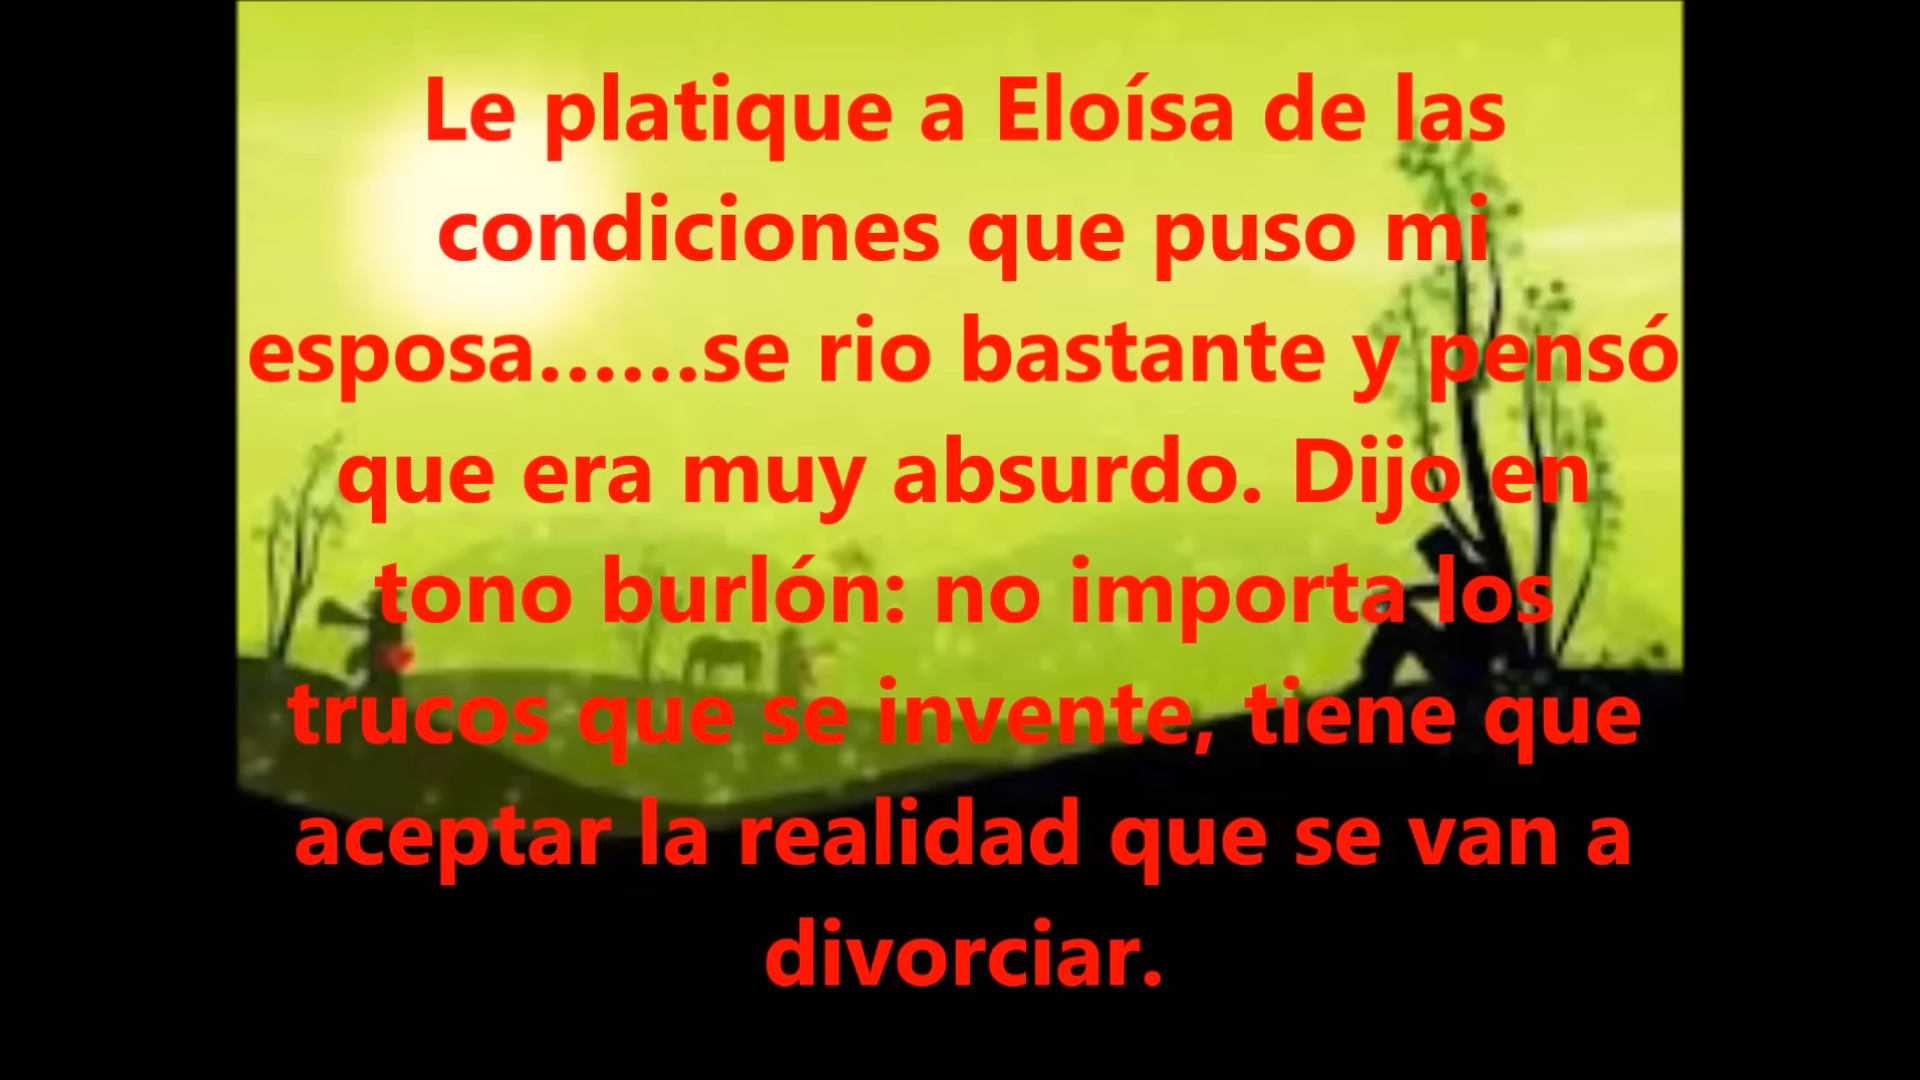 Le platique a Eloísa de las
condiciones que puso mi
esposa……se rio bastante y pensó
que era muy absurdo. Dijo en
tono burlón: no importa los
trucos que se invente, tiene que
aceptar la realidad que se van a
divorciar.